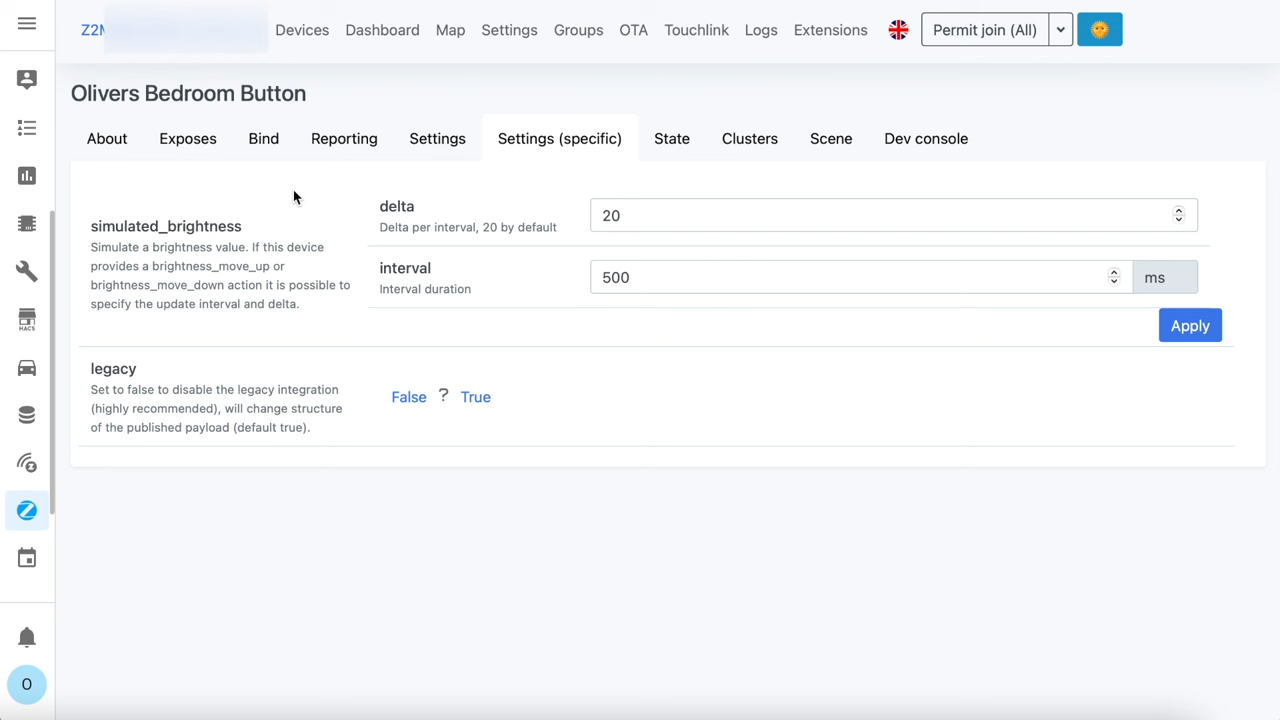 Z2M
Devices Dashboard Map Settings Groups OTA Touchlink Logs Extensions Permit join (All)
Olivers Bedroom Button
About Exposes Bind Reporting Settings Settings (specific) State Clusters Scene Dev console
simulated_brightness
Simulate a brightness value. If this device
provides a brightness_move_up or
brightness_move_down action it is possible to
specify the update interval and delta.
delta
Delta per interval, 20 by default
20
interval
Interval duration
500 ms
Apply
legacy
Set to false to disable the legacy integration
(highly recommended), will change structure
of the published payload (default true).
False ? True
HACS
O